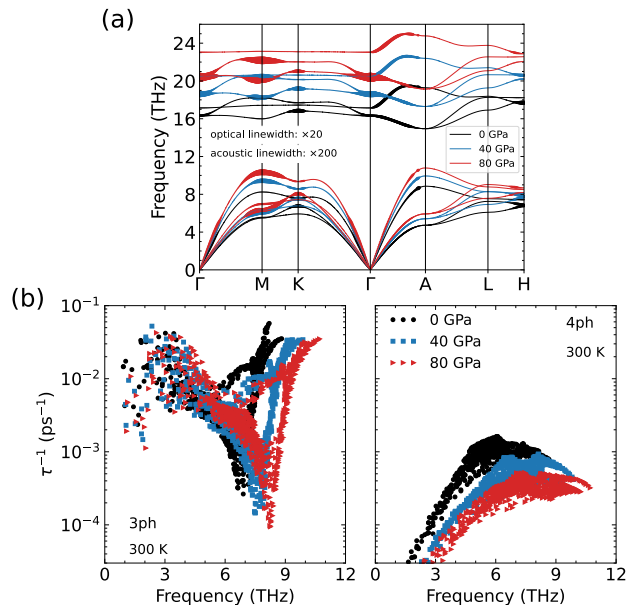 (a)
Frequency (THz)
24
20
16
12
8
4
0
optical linewidth: ×20
acoustic linewidth: ×200
0 GPa
40 GPa
80 GPa
Γ M K Γ A L H
(b)
τ⁻¹ (ps⁻¹)
10⁻¹
10⁻²
10⁻³
10⁻⁴
3ph
300 K
0 3 6 9 12
Frequency (THz)
0 GPa
40 GPa
80 GPa
4ph
300 K
0 3 6 9 12
Frequency (THz)